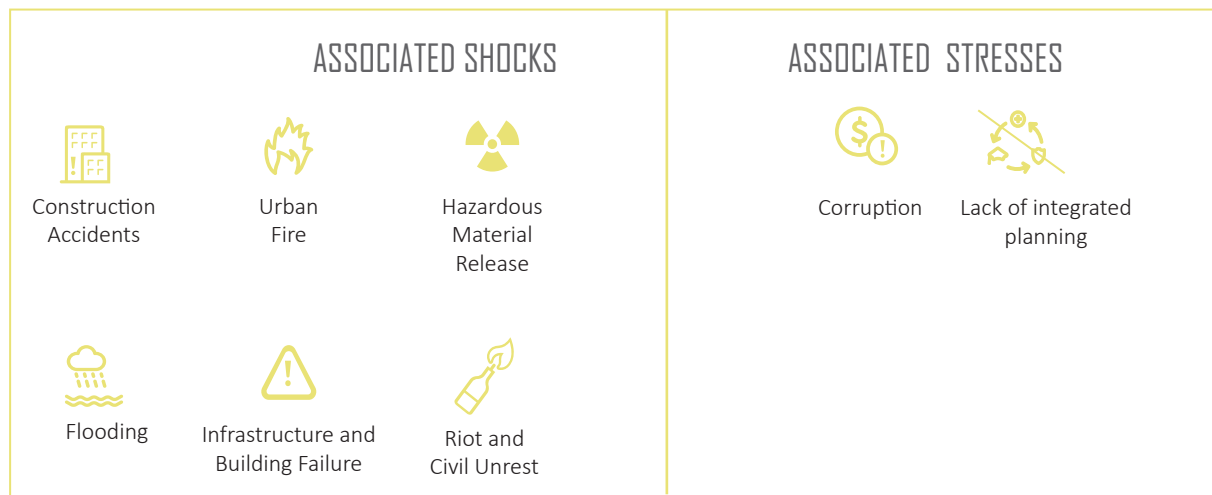 ASSOCIATED SHOCKS
Construction
Accidents
Urban
Fire
Hazardous
Material
Release
Flooding
Infrastructure and
Building Failure
Riot and
Civil Unrest
ASSOCIATED STRESSES
$
!
Corruption
Lack of integrated
planning